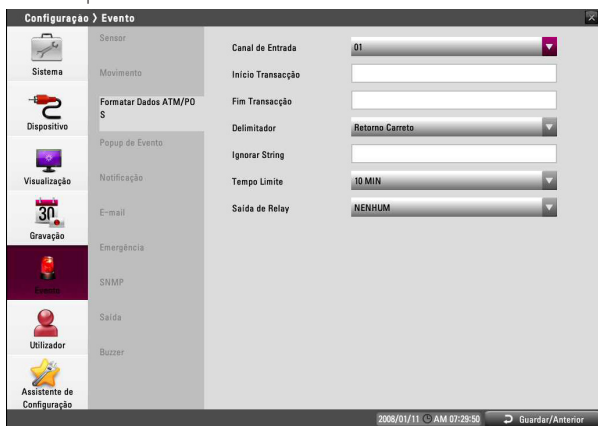 Configuração 〉 Evento
Sistema
Dispositivo
Visualização
30
Gravação
Evento
Utilizador
Assistente de
Configuração
Sensor
Movimento
Formatar Dados ATM/PO
S
Popup de Evento
Notificação
E-mail
Emergência
SNMP
Saída
Buzzer
Canal de Entrada 01
Início Transacção
Fim Transacção
Delimitador Retorno Carreto
Ignorar String
Tempo Limite 10 MIN
Saída de Relay NENHUM
2008/01/11 AM 07:29:50 Guardar/Anterior